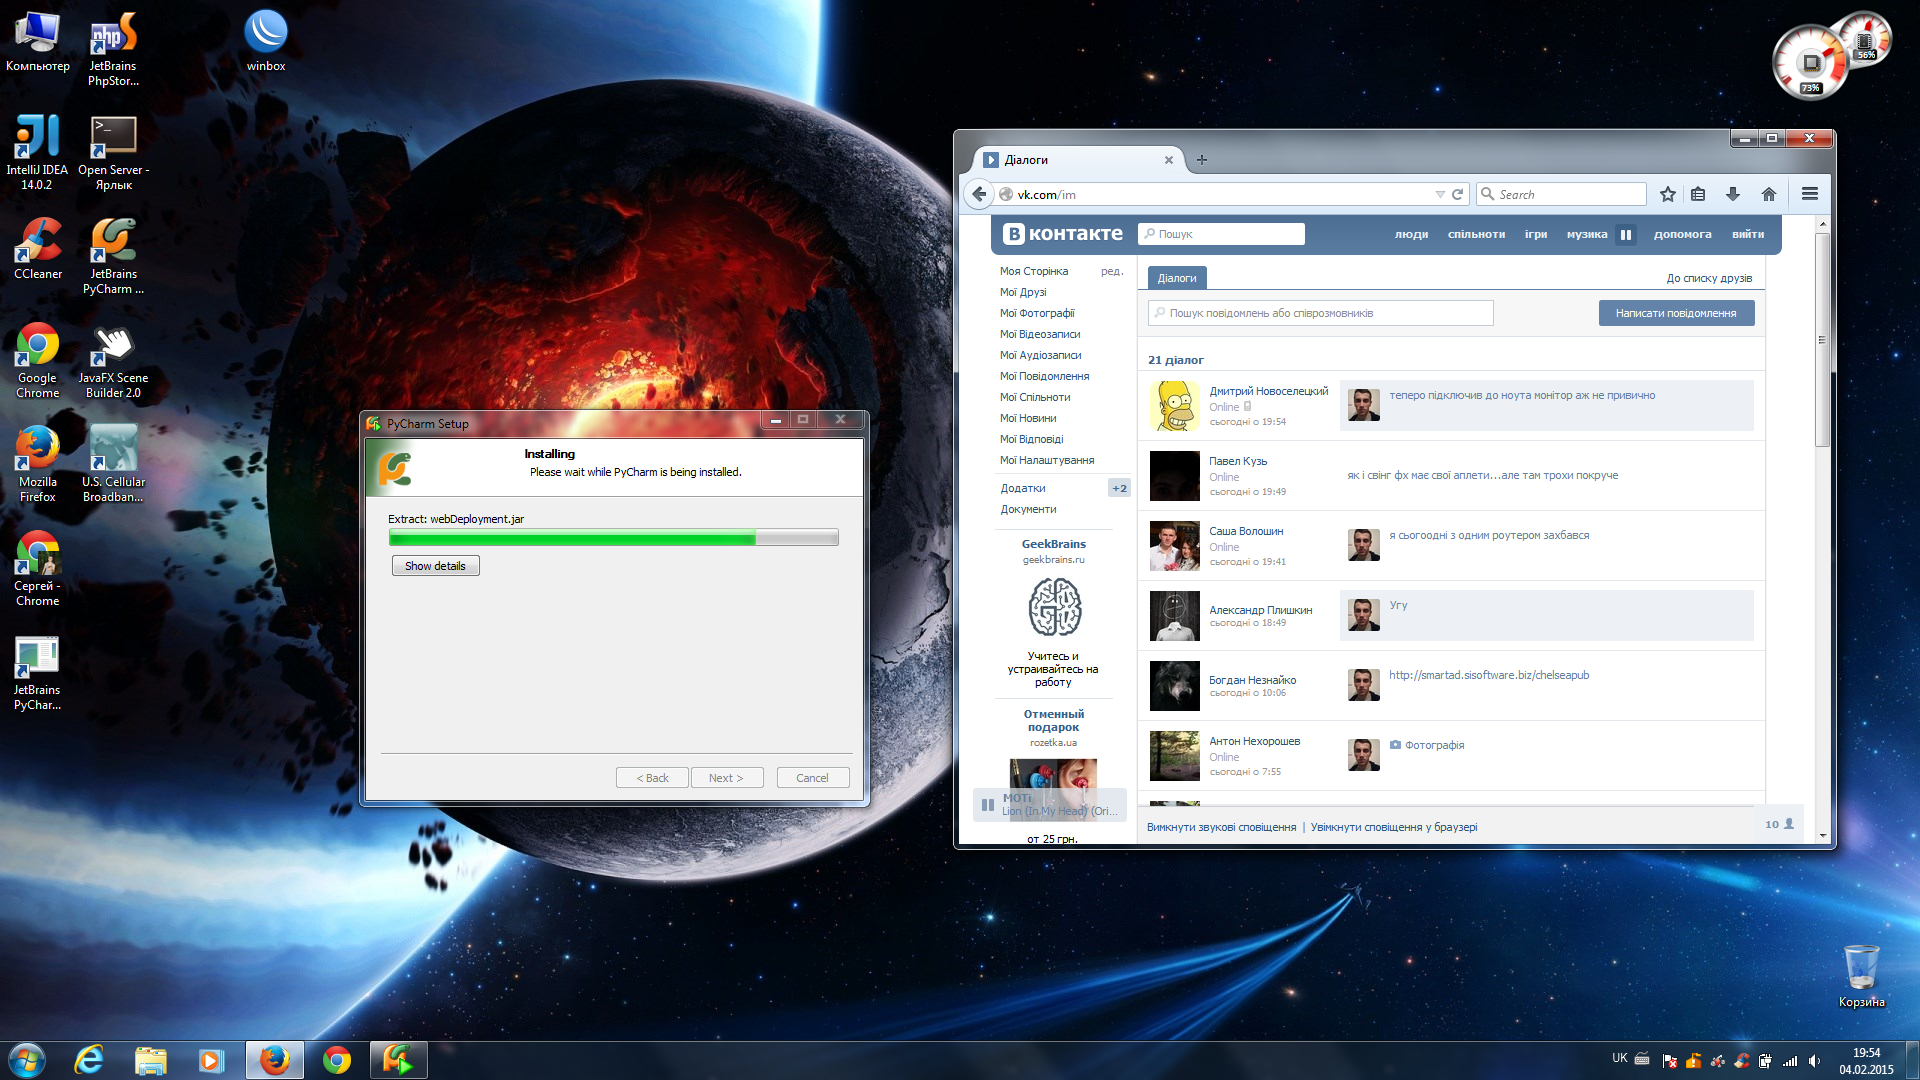 Компьютер
JetBrains
PhpStor...
winbox
IntelliJ IDEA
14.0.2
Open Server -
Ярлык
CCleaner
JetBrains
PyCharm ...
Google
Chrome
JavaFX Scene
Builder 2.0
Mozilla
Firefox
U.S. Cellular
Broadban...
Сергей -
Chrome
JetBrains
PyChar...
56%
73%
PyCharm Setup
Installing
Please wait while PyCharm is being installed.
Extract: webDeployment.jar
Show details
< Back
Next >
Cancel
Діалоги
vk.com/im
Search
В контакте
Пошук
люди
спільноти
ігри
музика
допомога
вийти
Моя Сторінка
ред.
Мої Друзі
Мої Фотографії
Мої Відеозаписи
Мої Аудіозаписи
Мої Повідомлення
Мої Спільноти
Мої Новини
Мої Відповіді
Мої Налаштування
Додатки
+2
Документи
GeekBrains
geekbrains.ru
Учитесь и
устраивайтесь на
работу
Отменный
подарок
rozetka.ua
MOTi
Lion (In My Head) (Ori...
от 25 грн.
Діалоги
До списку друзів
Пошук повідомлень або співрозмовників
Написати повідомлення
21 діалог
Дмитрий Новоселецкий
Online
сьогодні о 19:54
теперо підключив до ноута монітор аж не привично
Павел Кузь
Online
сьогодні о 19:49
як і свінг фх має свої аплети...але там трохи покруче
Саша Волошин
Online
сьогодні о 19:41
я сьогоодні з одним роутером захбався
Александр Плишкин
сьогодні о 18:49
Угу
Богдан Незнайко
сьогодні о 10:06
http://smartad.sisoftware.biz/chelseapub
Антон Нехорошев
Online
сьогодні о 7:55
Фотографія
Вимкнути звукові сповіщення | Увімкнути сповіщення у браузері
10
Корзина
UK
19:54
04.02.2015